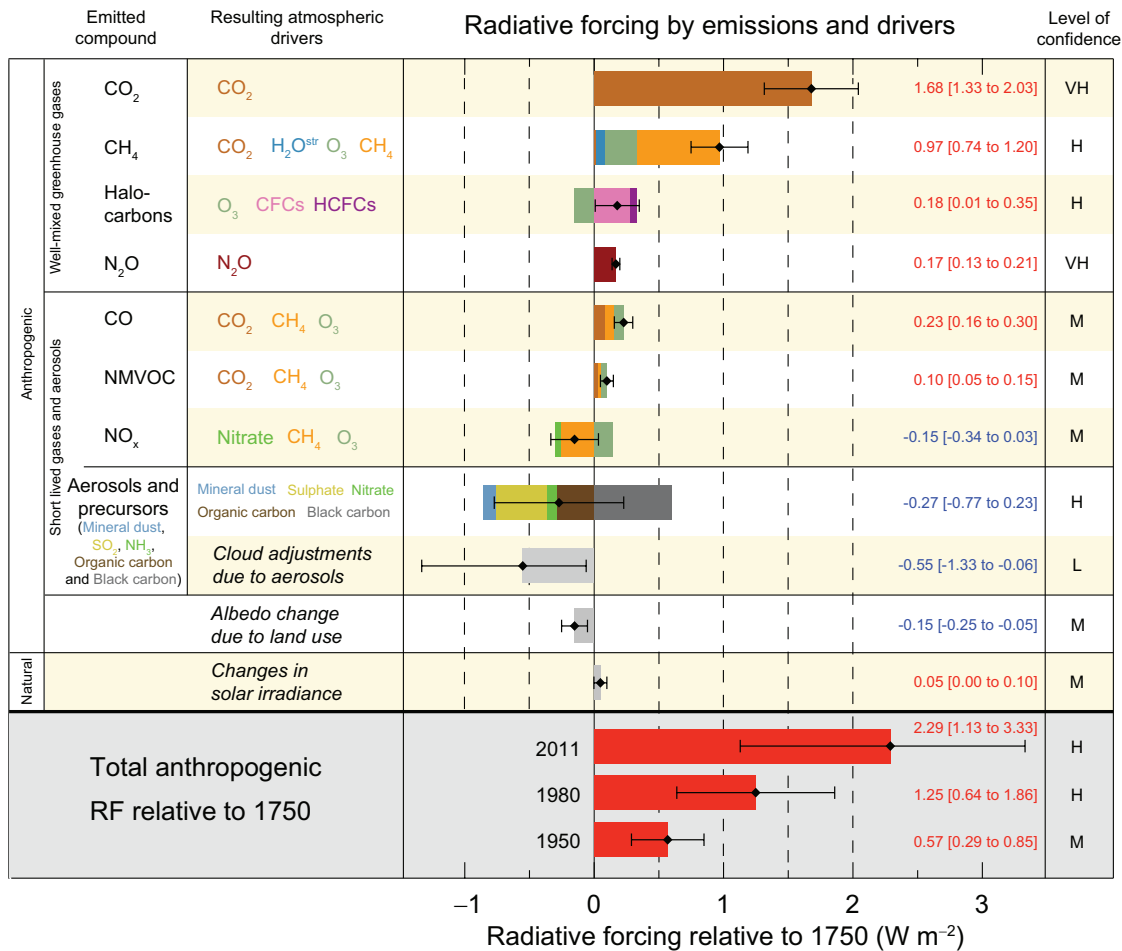 Emitted compound
Resulting atmospheric drivers
Radiative forcing by emissions and drivers
Level of confidence
Anthropogenic
Well-mixed greenhouse gases
CO₂
CO₂
1.68 [1.33 to 2.03]
VH
CH₄
CO₂ H₂Oˢᵗʳ O₃ CH₄
0.97 [0.74 to 1.20]
H
Halo-
carbons
O₃ CFCs HCFCs
0.18 [0.01 to 0.35]
H
N₂O
N₂O
0.17 [0.13 to 0.21]
VH
Short lived gases and aerosols
CO
CO₂ CH₄ O₃
0.23 [0.16 to 0.30]
M
NMVOC
CO₂ CH₄ O₃
0.10 [0.05 to 0.15]
M
NOₓ
Nitrate CH₄ O₃
-0.15 [-0.34 to 0.03]
M
Aerosols and
precursors
(Mineral dust,
SO₂, NH₃,
Organic carbon
and Black carbon)
Mineral dust Sulphate Nitrate
Organic carbon Black carbon
-0.27 [-0.77 to 0.23]
H
Cloud adjustments
due to aerosols
-0.55 [-1.33 to -0.06]
L
Albedo change
due to land use
-0.15 [-0.25 to -0.05]
M
Natural
Changes in
solar irradiance
0.05 [0.00 to 0.10]
M
Total anthropogenic
RF relative to 1750
2011
2.29 [1.13 to 3.33]
H
1980
1.25 [0.64 to 1.86]
H
1950
0.57 [0.29 to 0.85]
M
−1 0 1 2 3
Radiative forcing relative to 1750 (W m⁻²)